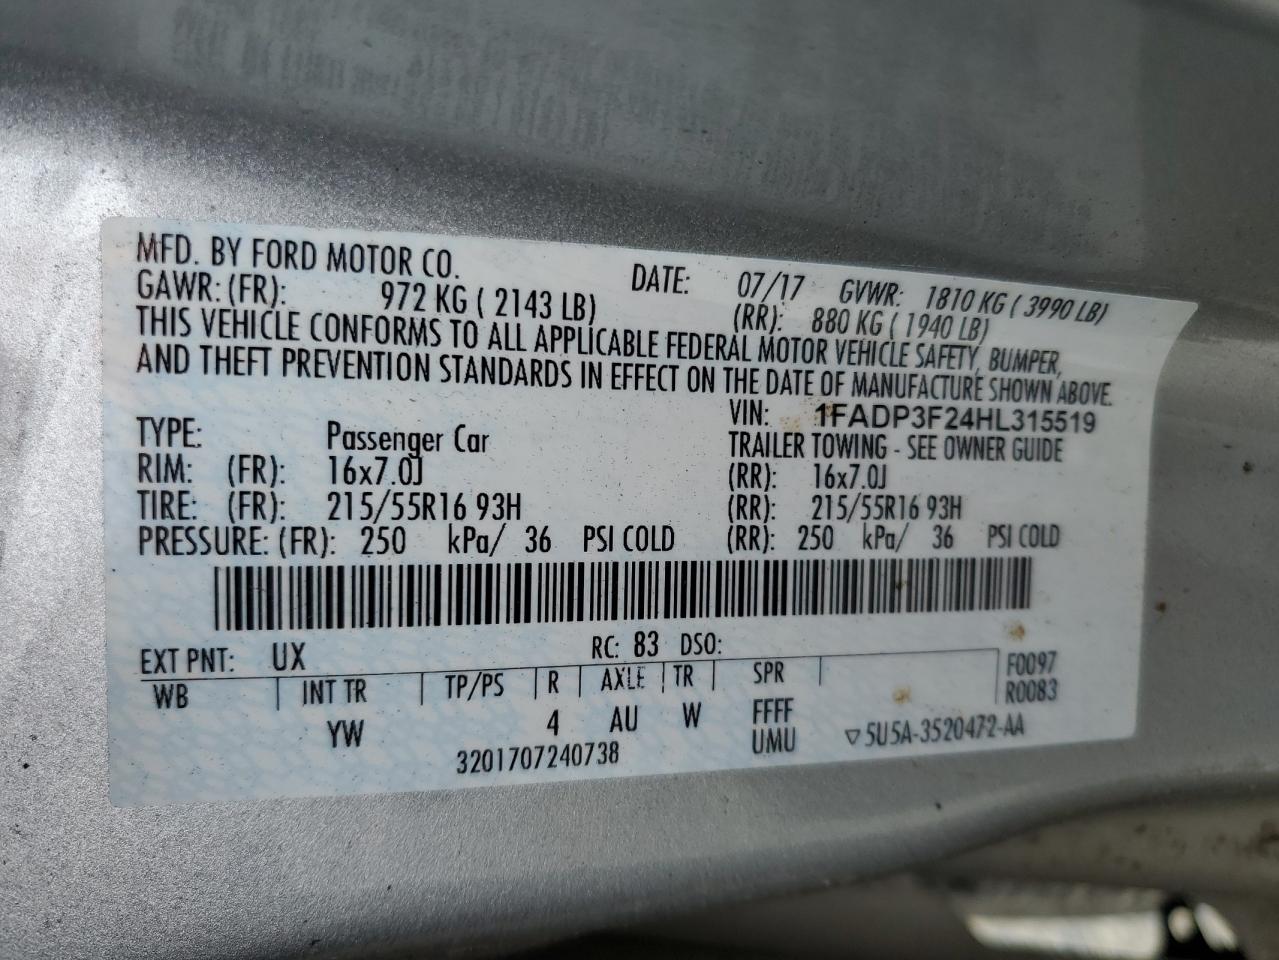 MFD. BY FORD MOTOR CO. DATE: 07/17 GVWR: 1810 KG ( 3990 LB)
GAWR: (FR): 972 KG ( 2143 LB) (RR): 880 KG ( 1940 LB)
THIS VEHICLE CONFORMS TO ALL APPLICABLE FEDERAL MOTOR VEHICLE SAFETY, BUMPER,
AND THEFT PREVENTION STANDARDS IN EFFECT ON THE DATE OF MANUFACTURE SHOWN ABOVE.
VIN: 1FADP3F24HL315519
TYPE: Passenger Car TRAILER TOWING - SEE OWNER GUIDE
RIM: (FR): 16x7.0J (RR): 16x7.0J
TIRE: (FR): 215/55R16 93H (RR): 215/55R16 93H
PRESSURE: (FR): 250 kPa/ 36 PSI COLD (RR): 250 kPa/ 36 PSI COLD
EXT PNT: UX RC: 83 DSO: F0097
WB INT TR TP/PS R AXLE TR SPR R0083
YW 4 AU W FFFF
3201707240738 UMU ▽5U5A-3520472-AA